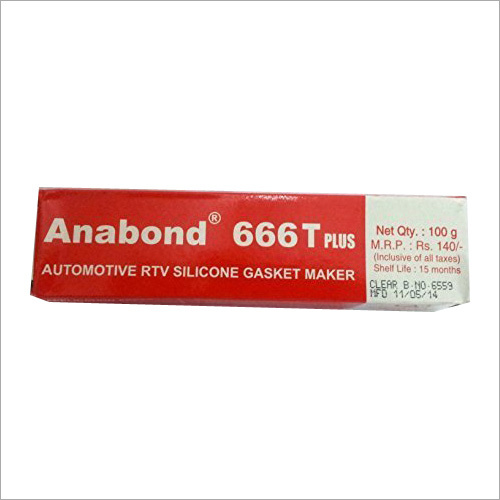 Anabond® 666T PLUS
AUTOMOTIVE RTV SILICONE GASKET MAKER
Net Qty. : 100 g
M.R.P. : Rs. 140/-
(Inclusive of all taxes)
Shelf Life : 15 months
CLEAR B NO-6559
MFD 11/05/14